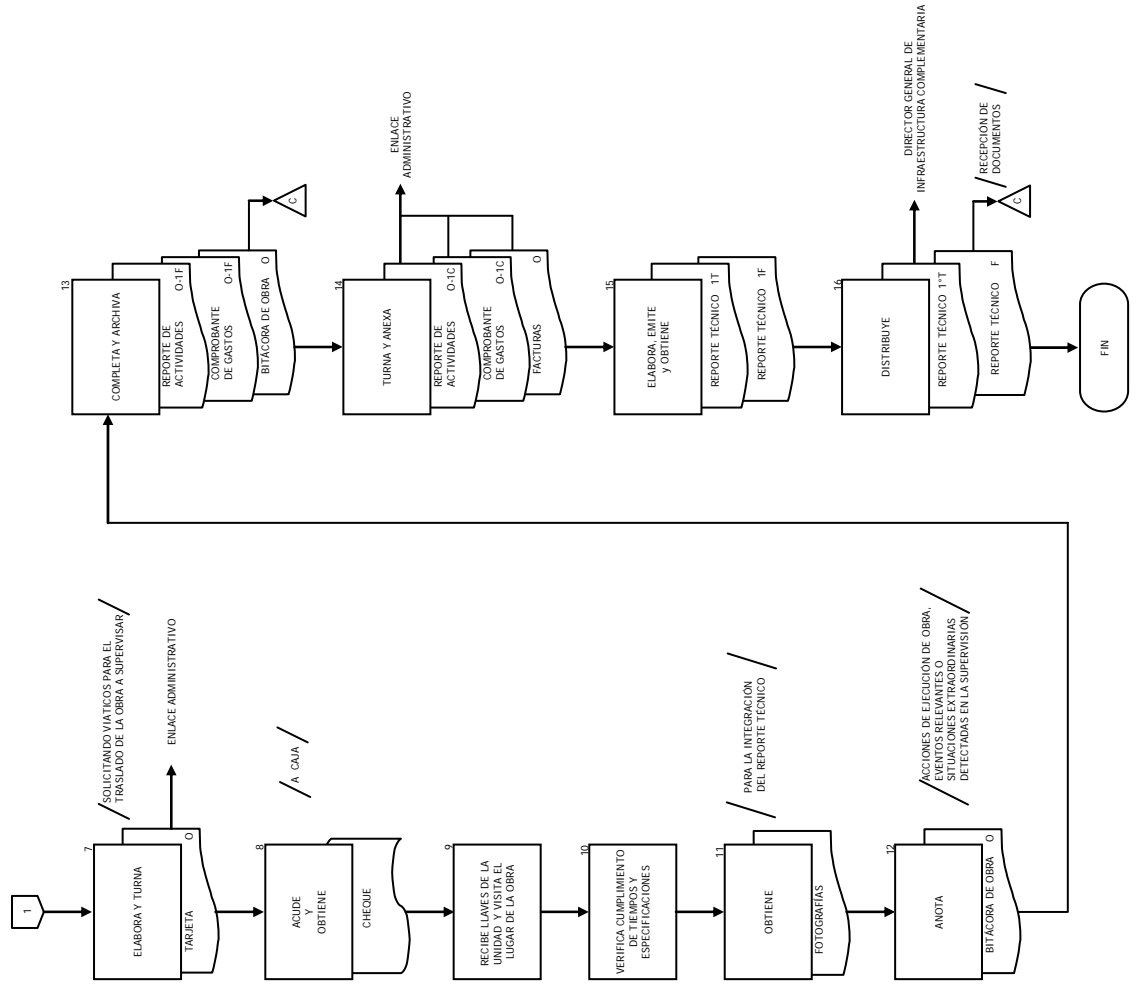 1
7
ELABORA Y TURNA
TARJETA
O
SOLICITANDO VIATICOS PARA EL
TRASLADO DE LA OBRA A SUPERVISAR
ENLACE ADMINISTRATIVO
8
ACUDE
Y
OBTIENE
CHEQUE
A CAJA
9
RECIBE LLAVES DE LA
UNIDAD Y VISITA EL
LUGAR DE LA OBRA
10
VERIFICA CUMPLIMIENTO
DE TIEMPOS Y
ESPECIFICACIONES
11
OBTIENE
FOTOGRAFÍAS
PARA LA INTEGRACIÓN
DEL REPORTE TÉCNICO
12
ANOTA
BITÁCORA DE OBRA O
ACCIONES DE EJECUCIÓN DE OBRA,
EVENTOS RELEVANTES O
SITUACIONES EXTRAORDINARIAS
DETECTADAS EN LA SUPERVISIÓN
13
COMPLETA Y ARCHIVA
REPORTE DE
ACTIVIDADES O-1F
COMPROBANTE
DE GASTOS O-1F
BITÁCORA DE OBRA O
C
14
TURNA Y ANEXA
REPORTE DE
ACTIVIDADES O-1C
COMPROBANTE
DE GASTOS O-1C
FACTURAS O
ENLACE
ADMINISTRATIVO
15
ELABORA, EMITE
y OBTIENE
REPORTE TÉCNICO 1T
REPORTE TÉCNICO 1F
16
DISTRIBUYE
REPORTE TÉCNICO 1°T
REPORTE TÉCNICO F
DIRECTOR GENERAL DE
INFRAESTRUCTURA COMPLEMENTARIA
RECEPCIÓN DE
DOCUMENTOS
C
FIN